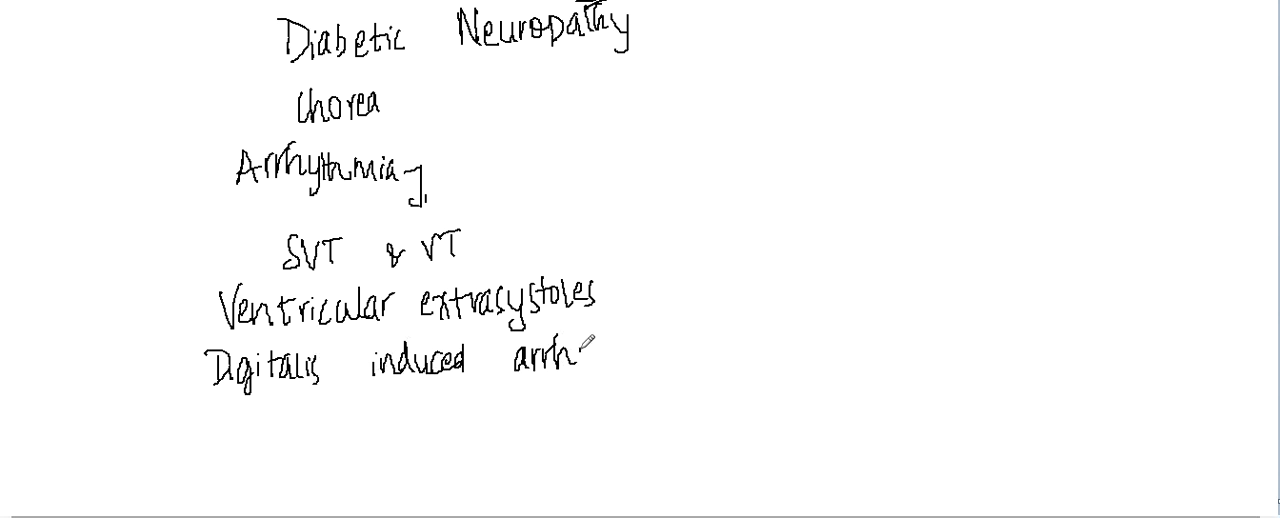 Diabetic Neuropathy
Chorea
Arrhythmia
SVT & VT
Ventricular extrasystoles
Digitalis induced arrh